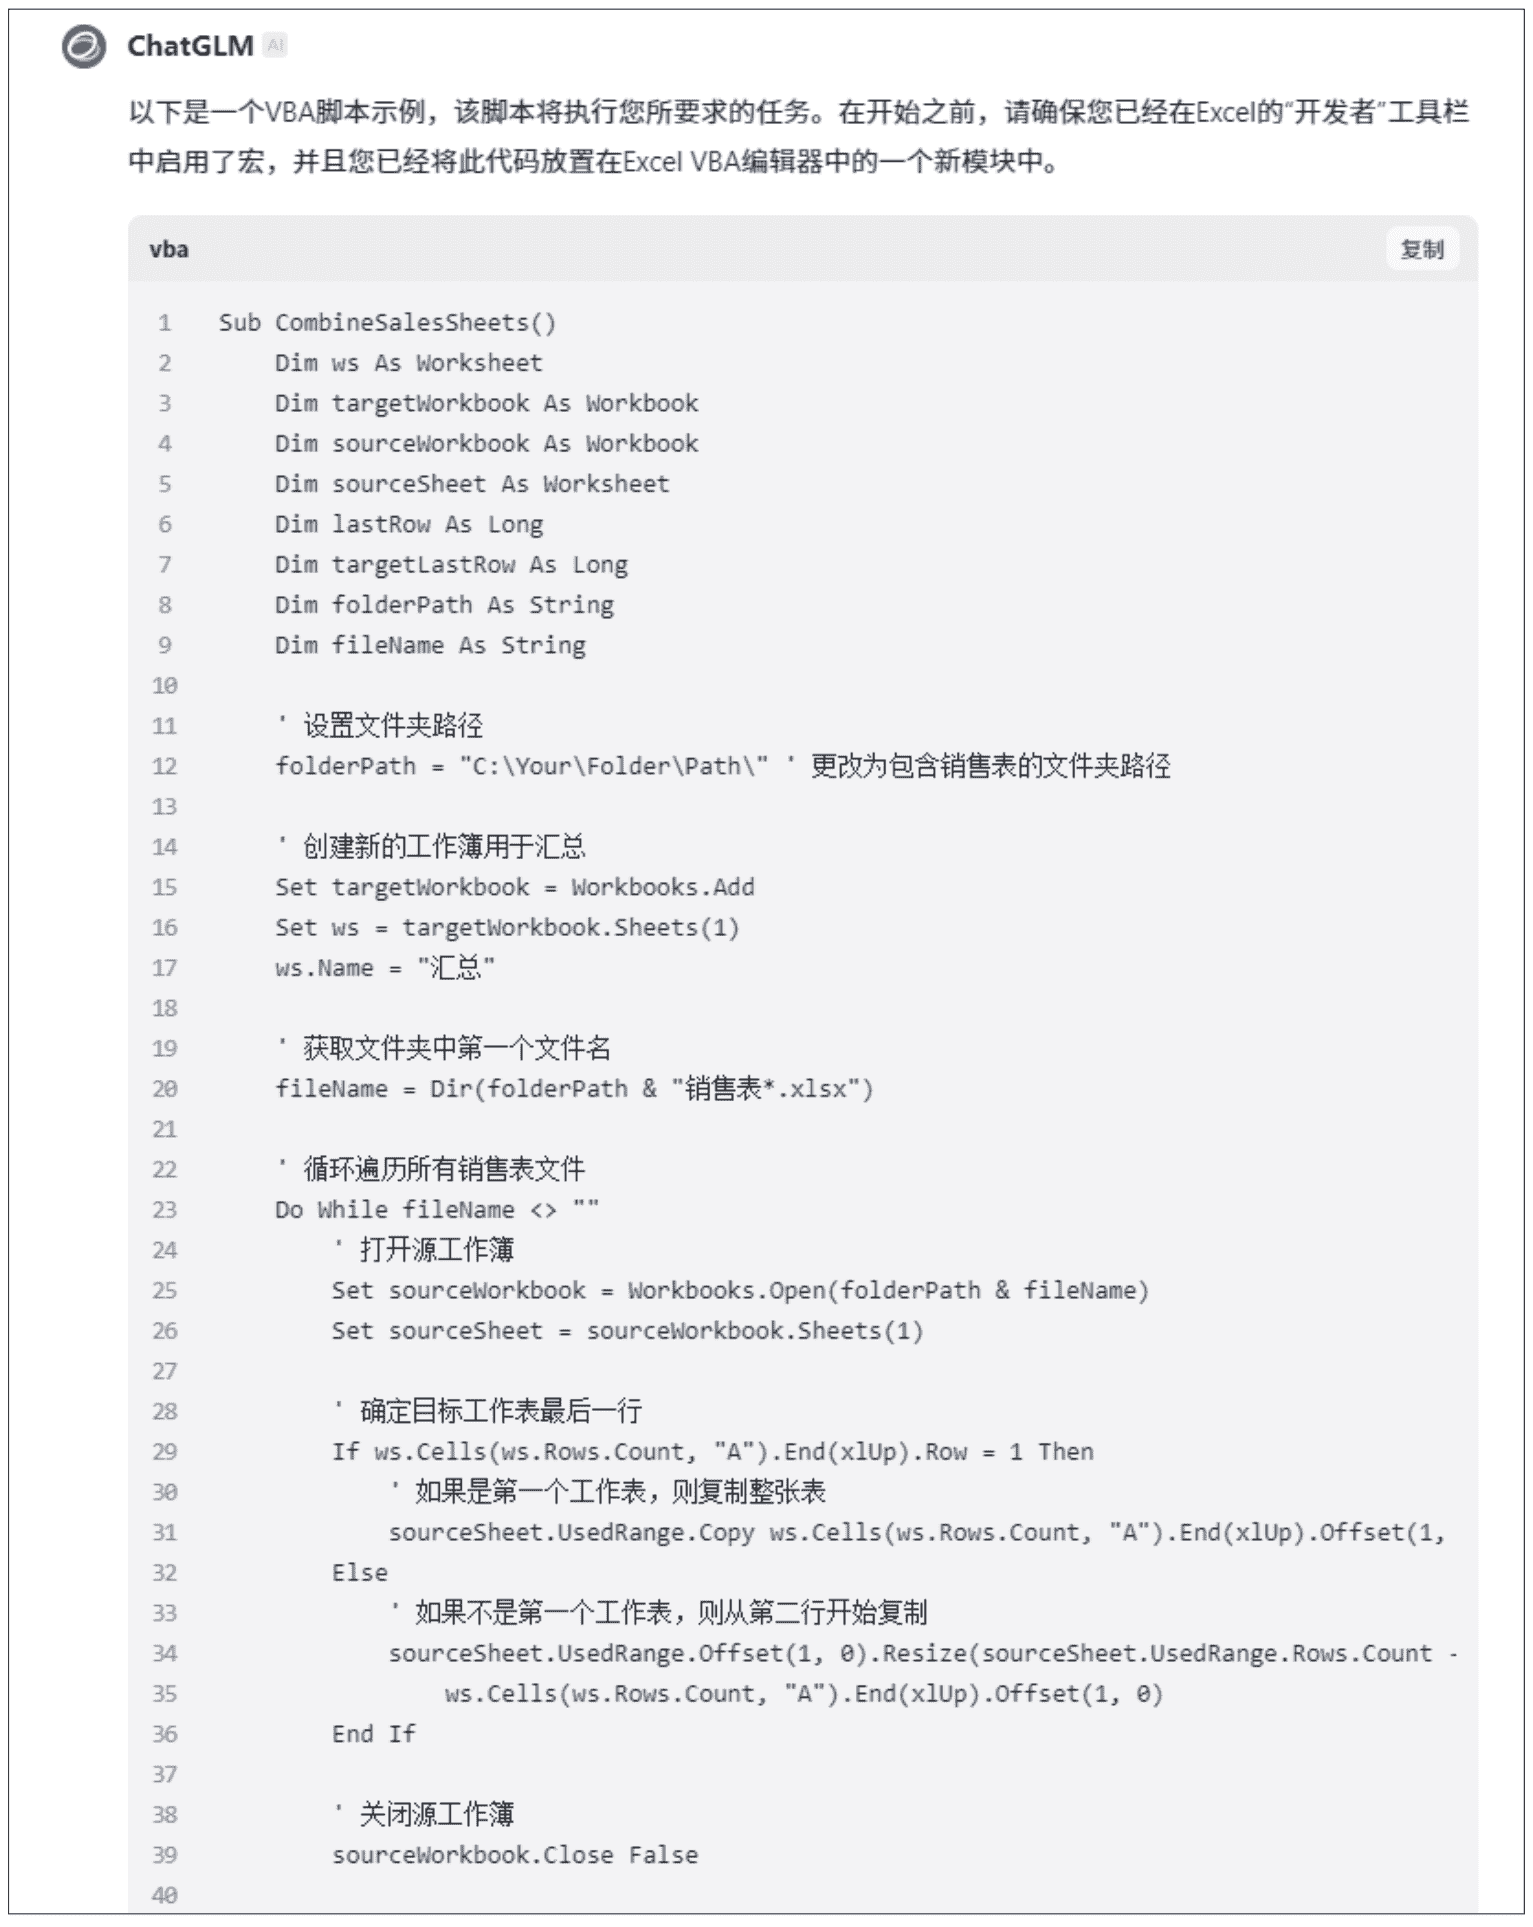 ChatGLM AI
以下是一个VBA脚本示例，该脚本将执行您所要求的任务。在开始之前，请确保您已经在Excel的“开发者”工具栏
中启用了宏，并且您已经将此代码放置在Excel VBA编辑器中的一个新模块中。
vba 复制
1 Sub CombineSalesSheets()
2 Dim ws As Worksheet
3 Dim targetWorkbook As Workbook
4 Dim sourceWorkbook As Workbook
5 Dim sourceSheet As Worksheet
6 Dim lastRow As Long
7 Dim targetLastRow As Long
8 Dim folderPath As String
9 Dim fileName As String
10
11 ' 设置文件夹路径
12 folderPath = "C:\Your\Folder\Path\" ' 更改为包含销售表的文件夹路径
13
14 ' 创建新的工作簿用于汇总
15 Set targetWorkbook = Workbooks.Add
16 Set ws = targetWorkbook.Sheets(1)
17 ws.Name = "汇总"
18
19 ' 获取文件夹中第一个文件名
20 fileName = Dir(folderPath & "销售表*.xlsx")
21
22 ' 循环遍历所有销售表文件
23 Do While fileName <> ""
24 ' 打开源工作簿
25 Set sourceWorkbook = Workbooks.Open(folderPath & fileName)
26 Set sourceSheet = sourceWorkbook.Sheets(1)
27
28 ' 确定目标工作表最后一行
29 If ws.Cells(ws.Rows.Count, "A").End(xlUp).Row = 1 Then
30 ' 如果是第一个工作表，则复制整张表
31 sourceSheet.UsedRange.Copy ws.Cells(ws.Rows.Count, "A").End(xlUp).Offset(1,
32 Else
33 ' 如果不是第一个工作表，则从第二行开始复制
34 sourceSheet.UsedRange.Offset(1, 0).Resize(sourceSheet.UsedRange.Rows.Count -
35 ws.Cells(ws.Rows.Count, "A").End(xlUp).Offset(1, 0)
36 End If
37
38 ' 关闭源工作簿
39 sourceWorkbook.Close False
40